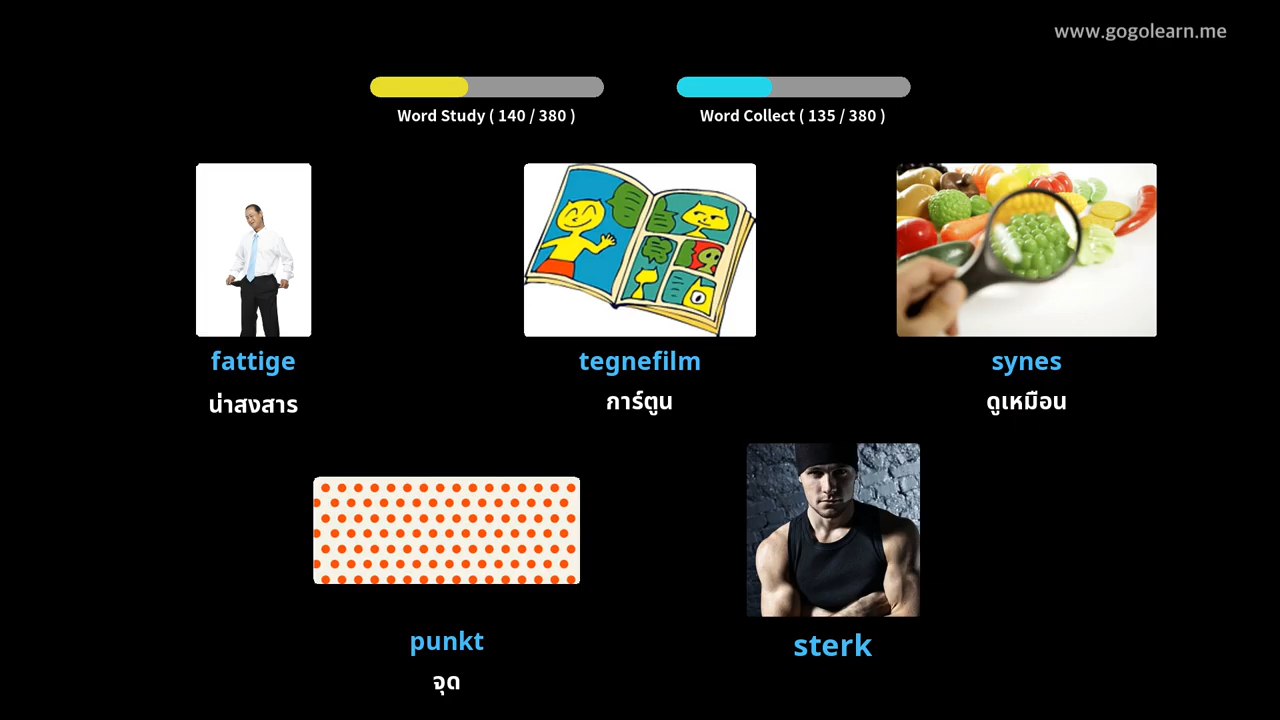 www.gogolearn.me
Word Study ( 140 / 380 )
Word Collect ( 135 / 380 )
fattige
น่าสงสาร
tegnefilm
การ์ตูน
synes
ดูเหมือน
punkt
จุด
sterk